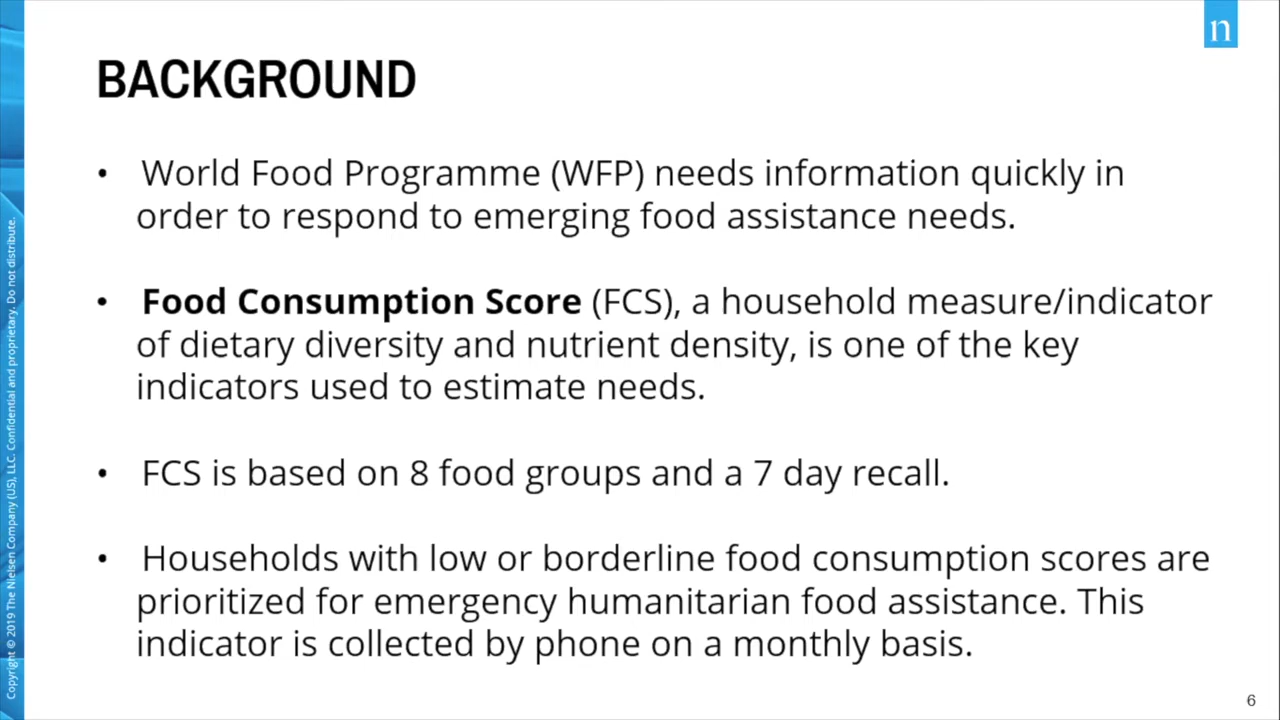 n
BACKGROUND
• World Food Programme (WFP) needs information quickly in
order to respond to emerging food assistance needs.
• Food Consumption Score (FCS), a household measure/indicator
of dietary diversity and nutrient density, is one of the key
indicators used to estimate needs.
• FCS is based on 8 food groups and a 7 day recall.
• Households with low or borderline food consumption scores are
prioritized for emergency humanitarian food assistance. This
indicator is collected by phone on a monthly basis.
Copyright © 2019 The Nielsen Company (US), LLC. Confidential and proprietary. Do not distribute.
6